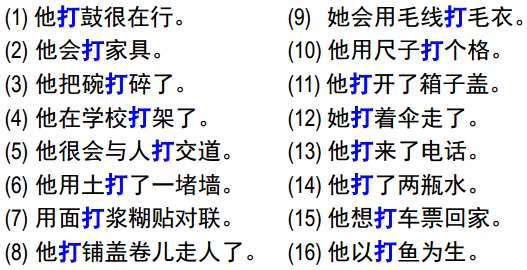 (1) 他打鼓很在行。
(2) 他会打家具。
(3) 他把碗打碎了。
(4) 他在学校打架了。
(5) 他很会与人打交道。
(6) 他用土打了一堵墙。
(7) 用面打浆糊贴对联。
(8) 他打铺盖卷儿走人了。
(9) 她会用毛线打毛衣。
(10) 他用尺子打个格。
(11) 他打开了箱子盖。
(12) 她打着伞走了。
(13) 他打来了电话。
(14) 他打了两瓶水。
(15) 他想打车票回家。
(16) 他以打鱼为生。